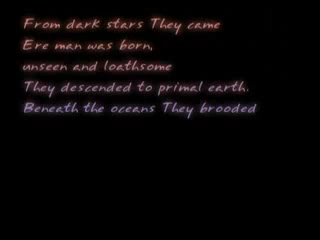 From dark stars They came
Ere man was born,
unseen and loathsome
They descended to primal earth.
Beneath the oceans They brooded